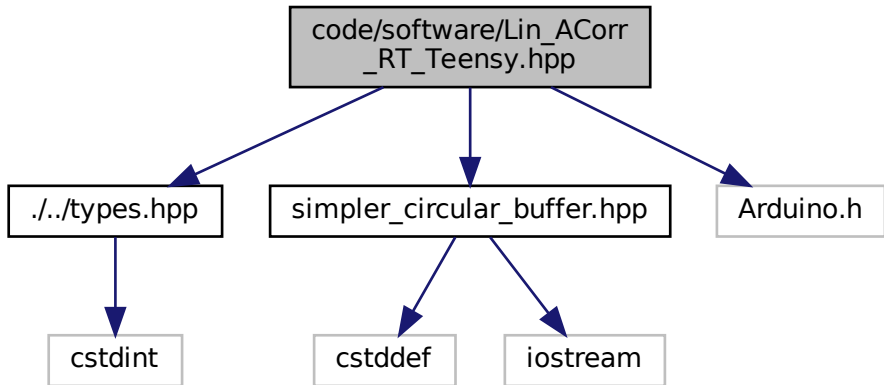 code/software/Lin_ACorr
_RT_Teensy.hpp
./../types.hpp
simpler_circular_buffer.hpp
Arduino.h
cstdint
cstddef
iostream